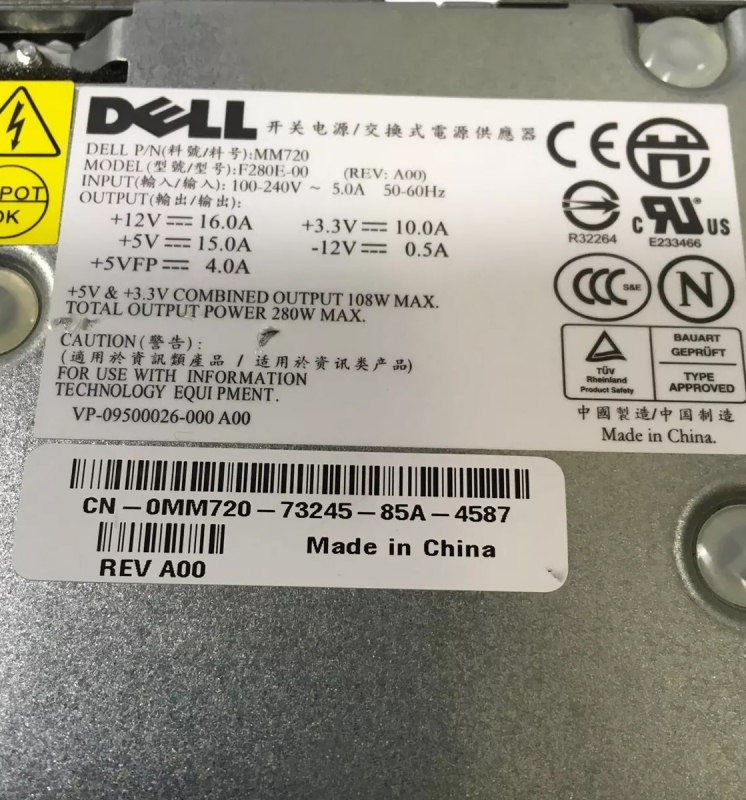 DELL 开关电源/交换式電源供應器
DELL P/N(料號/料号):MM720
MODEL(型號/型号):F280E-00 (REV: A00)
INPUT(輸入/输入): 100-240V ~ 5.0A 50-60Hz
OUTPUT(輸出/输出):
+12V 16.0A +3.3V 10.0A
+5V 15.0A -12V 0.5A
+5VFP 4.0A
+5V & +3.3V COMBINED OUTPUT 108W MAX.
TOTAL OUTPUT POWER 280W MAX.
CAUTION (警告):
(適用於資訊類產品 / 适用於资讯类产品)
FOR USE WITH INFORMATION
TECHNOLOGY EQUIPMENT.
VP-09500026-000 A00
POT
OK
CE
R32264
c RU US
E233466
CCC S&E
N
TÜV
Rheinland
Product Safety
BAUART
GEPRÜFT
TYPE
APPROVED
中國製造/中国制造
Made in China.
CN-0MM720-73245-85A-4587
Made in China
REV A00